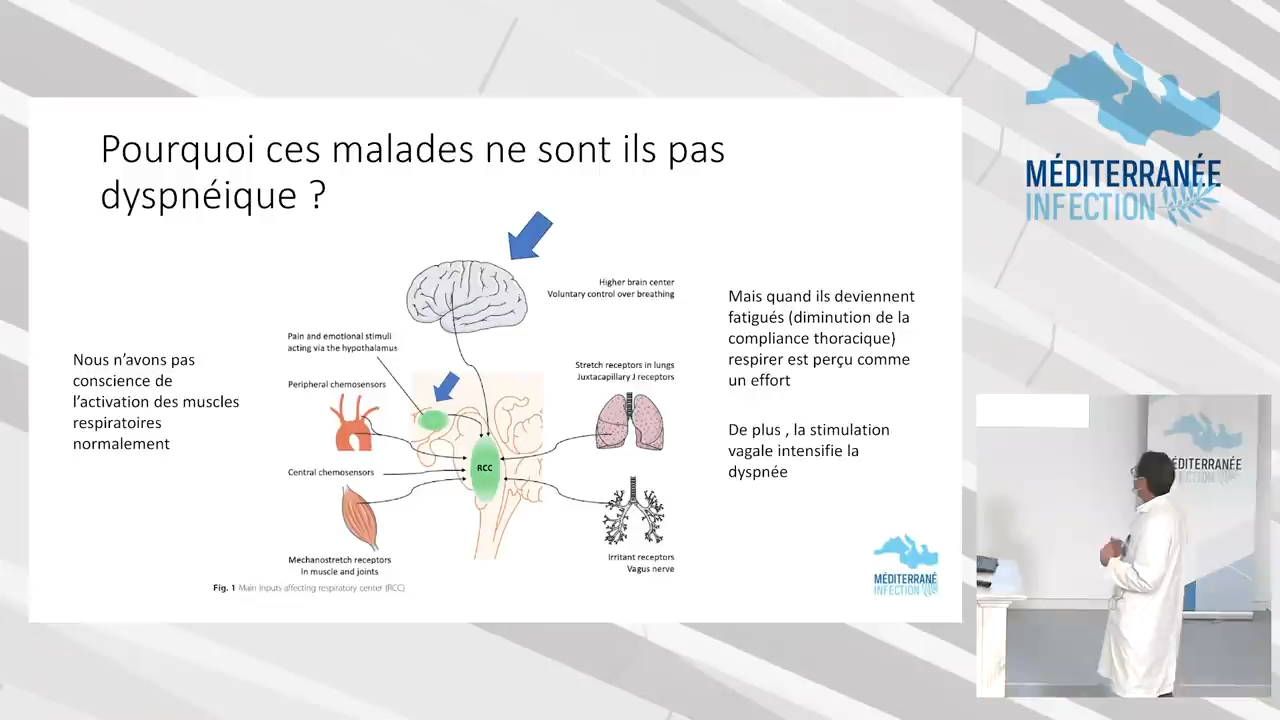 Pourquoi ces malades ne sont ils pas
dyspnéique ?
Nous n'avons pas
conscience de
l'activation des muscles
respiratoires
normalement
Higher brain center
Voluntary control over breathing
Pain and emotional stimuli
acting via the hypothalamus
Peripheral chemosensors
Stretch receptors in lungs
Juxtacapillary J receptors
RCC
Central chemosensors
Mechanostretch receptors
In muscle and joints
Irritant receptors
Vagus nerve
Fig. 1 Main inputs affecting respiratory center (RCC)
Mais quand ils deviennent
fatigués (diminution de la
compliance thoracique)
respirer est perçu comme
un effort
De plus , la stimulation
vagale intensifie la
dyspnée
MÉDITERRANÉ
INFECTION
MÉDITERRANÉE
INFECTION
ÉDITERRANÉE